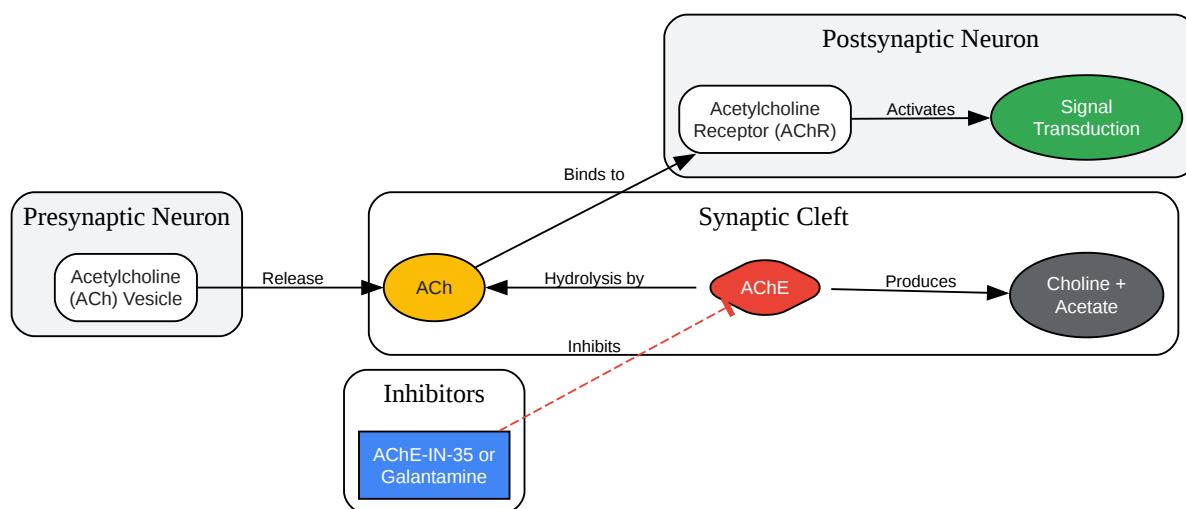 Postsynaptic Neuron
Acetylcholine
Receptor (AChR)
Activates
Signal
Transduction
Binds to
Presynaptic Neuron
Synaptic Cleft
Acetylcholine
(ACh) Vesicle
Release
ACh
Hydrolysis by
AChE
Produces
Choline +
Acetate
Inhibits
Inhibitors
AChE-IN-35 or
Galantamine